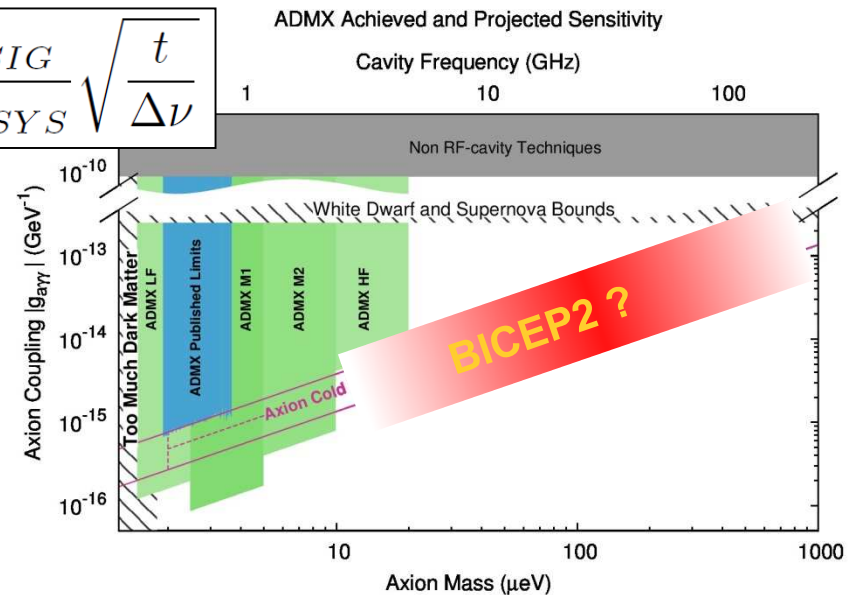 ADMX Achieved and Projected Sensitivity
Cavity Frequency (GHz)
1 10 100
SIG
SYS
√ t
Δν
Non RF-cavity Techniques
10⁻¹⁰
White Dwarf and Supernova Bounds
10⁻¹³
10⁻¹⁴
10⁻¹⁵
10⁻¹⁶
Axion Coupling |gₐᵧᵧ| (GeV⁻¹)
Too Much Dark Matter
ADMX LF
ADMX Published Limits
ADMX M1
ADMX M2
ADMX HF
BICEP2 ?
Axion Cold
10 100 1000
Axion Mass (μeV)